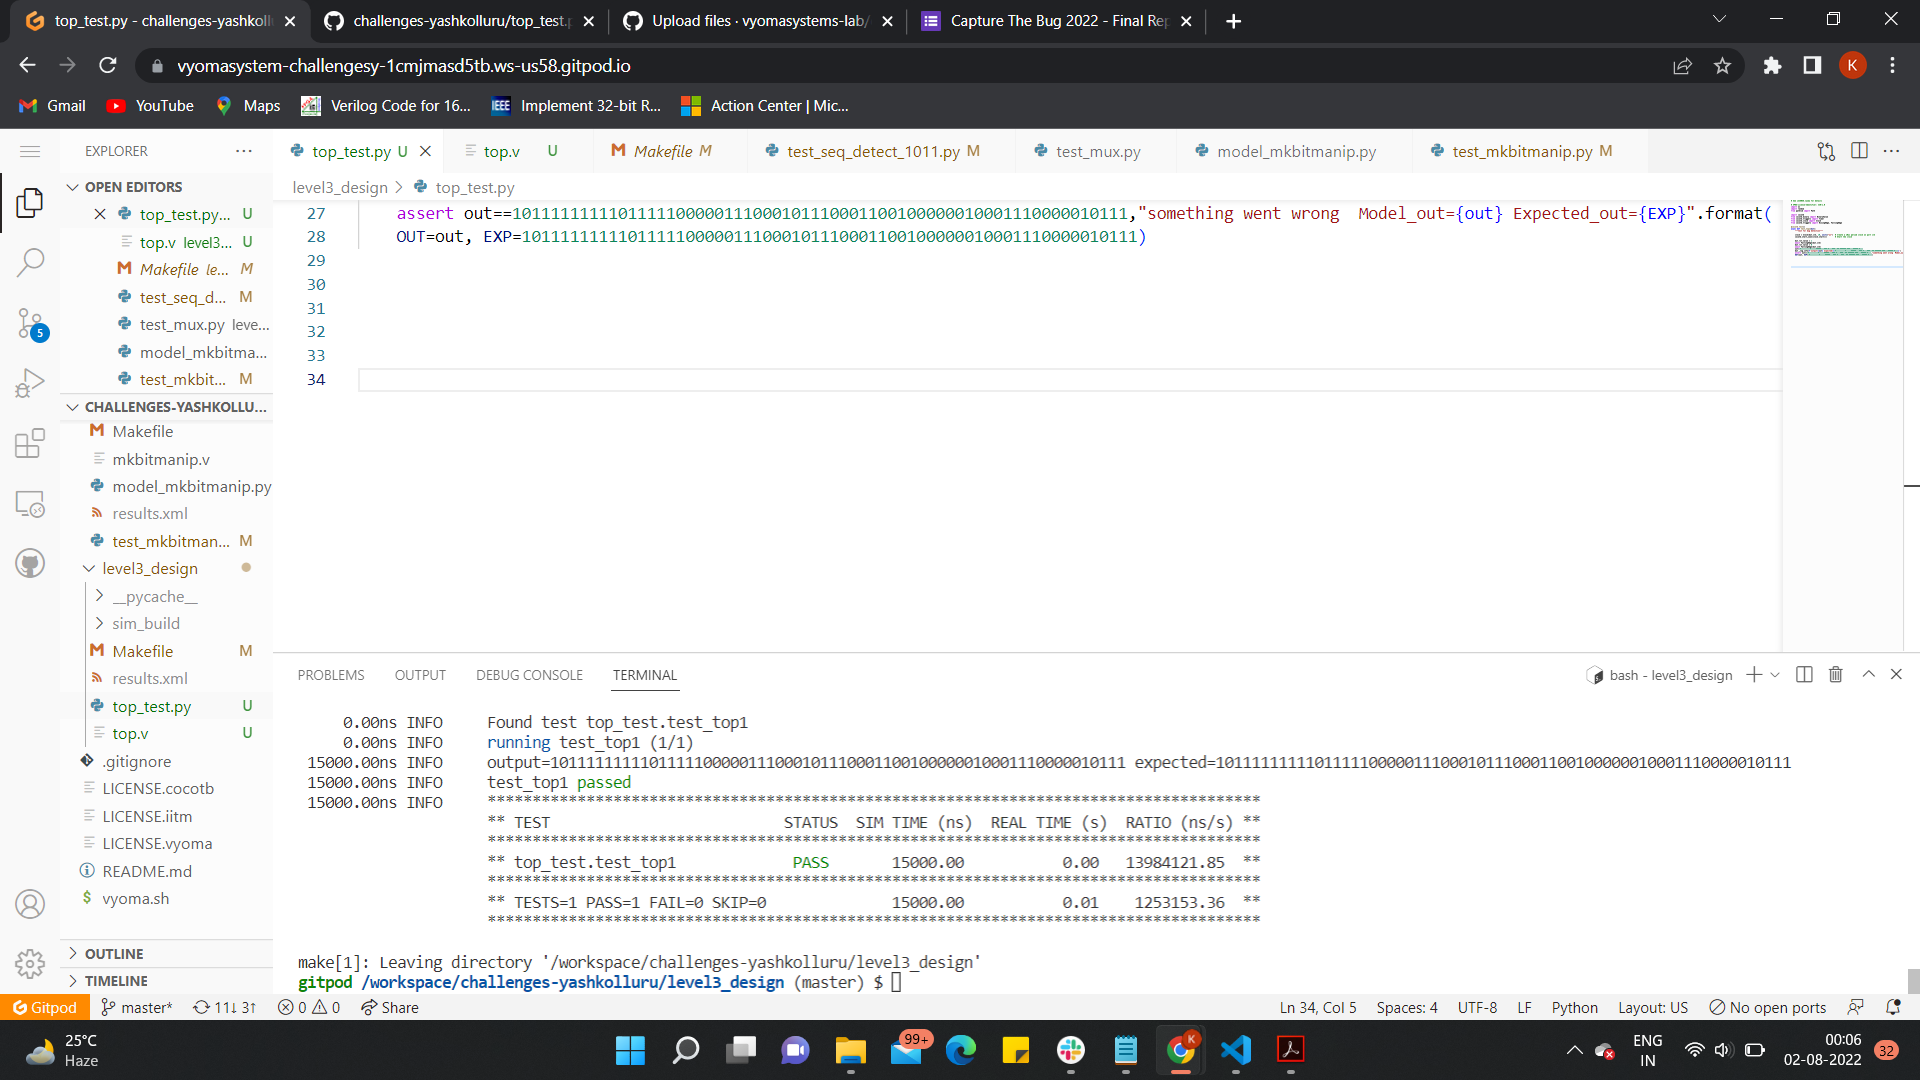 top_test.py - challenges-yashkoll
challenges-yashkolluru/top_test.p
Upload files · vyomasystems-lab/
Capture The Bug 2022 - Final Rep
vyomasystem-challengesy-1cmjmasd5tb.ws-us58.gitpod.io
K
Gmail
YouTube
Maps
Verilog Code for 16...
IEEE
Implement 32-bit R...
Action Center | Mic...
EXPLORER
OPEN EDITORS
top_test.py... U
top.v level3... U
Makefile le... M
test_seq_d... M
test_mux.py leve...
model_mkbitma...
test_mkbit... M
CHALLENGES-YASHKOLLU...
Makefile
mkbitmanip.v
model_mkbitmanip.py
results.xml
test_mkbitman... M
level3_design
__pycache__
sim_build
Makefile M
results.xml
top_test.py U
top.v U
.gitignore
LICENSE.cocotb
LICENSE.iitm
LICENSE.vyoma
README.md
vyoma.sh
OUTLINE
TIMELINE
5
top_test.py U
top.v U
Makefile M
test_seq_detect_1011.py M
test_mux.py
model_mkbitmanip.py
test_mkbitmanip.py M
level3_design > top_test.py
27 assert out==10111111111011111000001110001011100011001000000100011110000010111,"something went wrong  Model_out={out} Expected_out={EXP}".format(
28 OUT=out, EXP=10111111111011111000001110001011100011001000000100011110000010111)
29
30
31
32
33
34
PROBLEMS
OUTPUT
DEBUG CONSOLE
TERMINAL
bash - level3_design
0.00ns INFO Found test top_test.test_top1
0.00ns INFO running test_top1 (1/1)
15000.00ns INFO output=10111111111011111000001110001011100011001000000100011110000010111 expected=10111111111011111000001110001011100011001000000100011110000010111
15000.00ns INFO test_top1 passed
15000.00ns INFO **************************************************************************************
** TEST STATUS SIM TIME (ns) REAL TIME (s) RATIO (ns/s) **
**************************************************************************************
** top_test.test_top1 PASS 15000.00 0.00 13984121.85 **
**************************************************************************************
** TESTS=1 PASS=1 FAIL=0 SKIP=0 15000.00 0.01 1253153.36 **
**************************************************************************************
make[1]: Leaving directory '/workspace/challenges-yashkolluru/level3_design'
gitpod /workspace/challenges-yashkolluru/level3_design (master) $
Gitpod
master*
11↓ 3↑
0
0
Share
Ln 34, Col 5
Spaces: 4
UTF-8
LF
Python
Layout: US
No open ports
25°C
Haze
99+
K
ENG
IN
00:06
02-08-2022
32